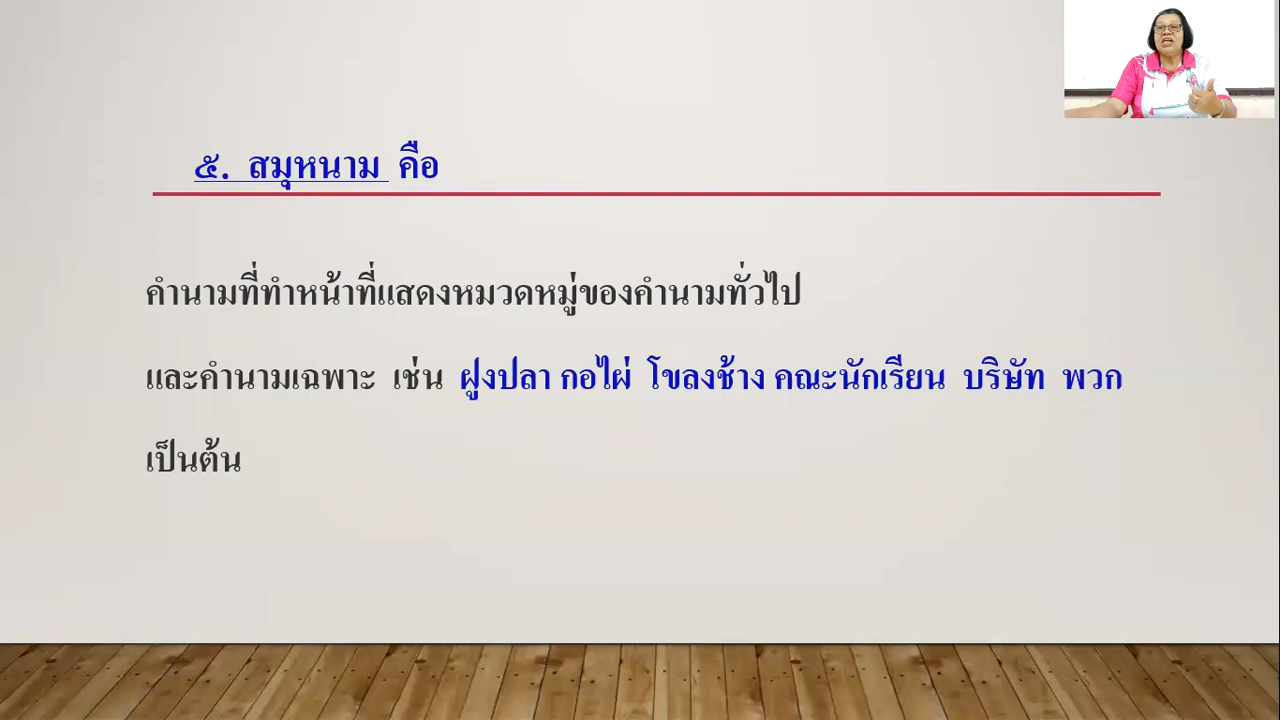 ๕. สมุหนาม คือ
คำนามที่ทำหน้าที่แสดงหมวดหมู่ของคำนามทั่วไป
และคำนามเฉพาะ เช่น ฝูงปลา กอไผ่ โขลงช้าง คณะนักเรียน บริษัท พวก
เป็นต้น